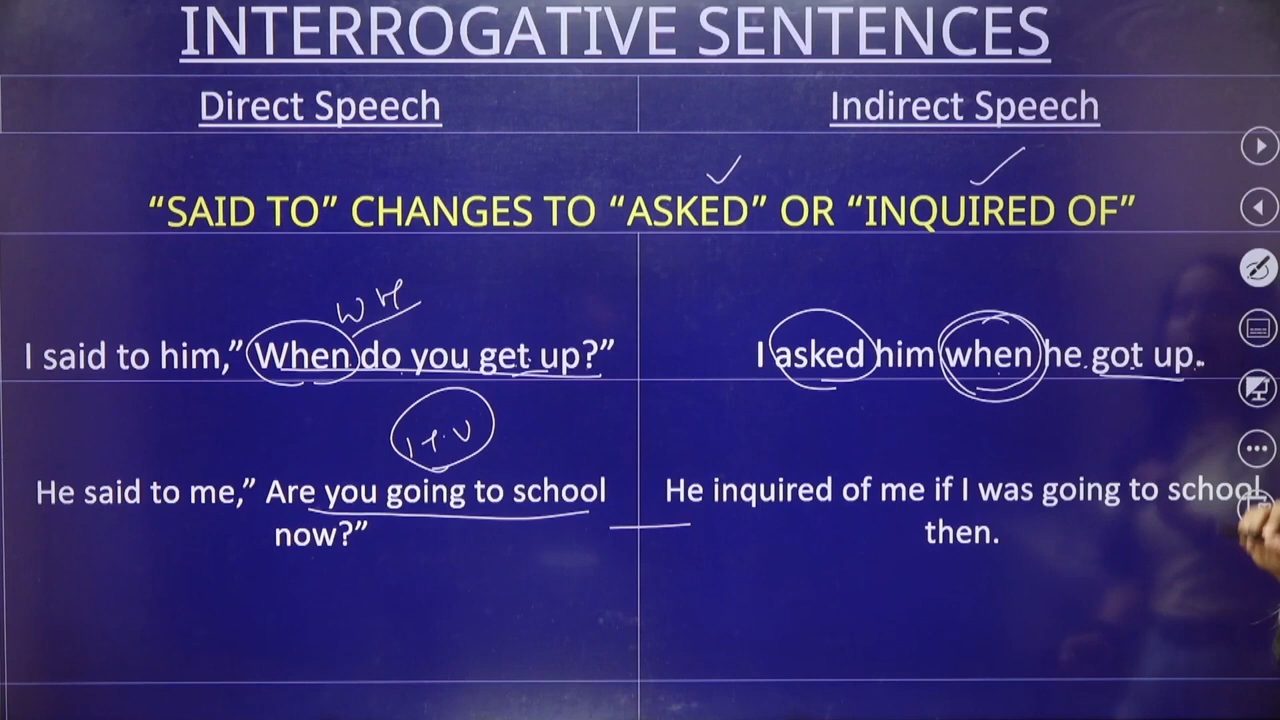 INTERROGATIVE SENTENCES
Direct Speech
Indirect Speech
“SAID TO” CHANGES TO “ASKED” OR “INQUIRED OF”
WH
I said to him,” When do you get up?”
I asked him when he got up.
He said to me,” Are you going to school
now?”
He inquired of me if I was going to school
then.